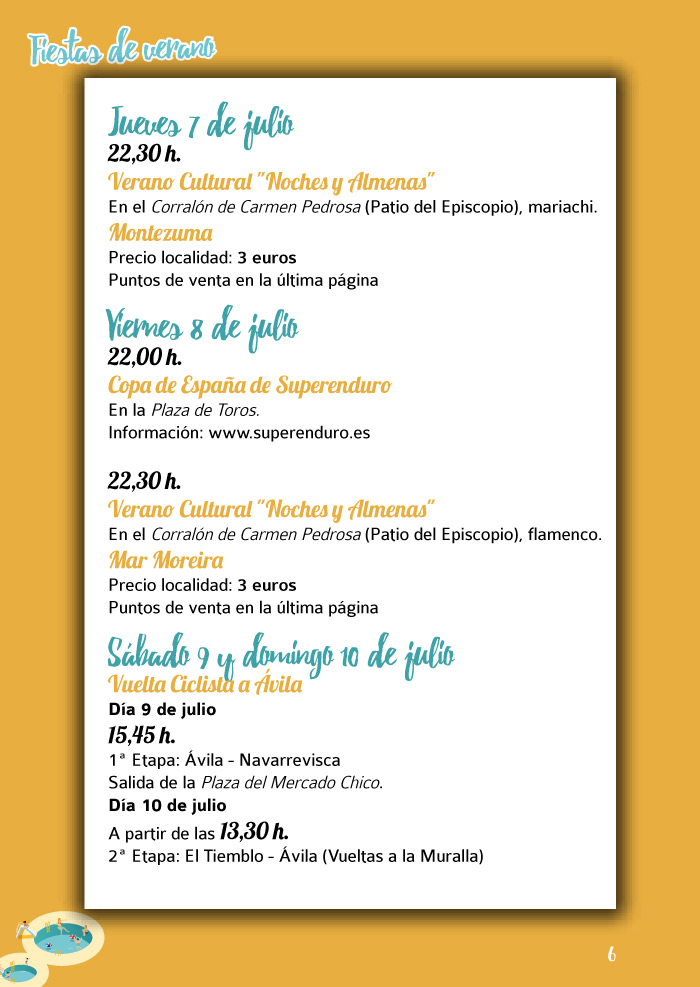 Fiestas de verano
Jueves 7 de julio
22,30 h.
Verano Cultural "Noches y Almenas"
En el Corralón de Carmen Pedrosa (Patio del Episcopio), mariachi.
Montezuma
Precio localidad: 3 euros
Puntos de venta en la última página
Viernes 8 de julio
22,00 h.
Copa de España de Superenduro
En la Plaza de Toros.
Información: www.superenduro.es
22,30 h.
Verano Cultural "Noches y Almenas"
En el Corralón de Carmen Pedrosa (Patio del Episcopio), flamenco.
Mar Moreira
Precio localidad: 3 euros
Puntos de venta en la última página
Sábado 9 y domingo 10 de julio
Vuelta Ciclista a Ávila
Día 9 de julio
15,45 h.
1ª Etapa: Ávila - Navarrevisca
Salida de la Plaza del Mercado Chico.
Día 10 de julio
A partir de las 13,30 h.
2ª Etapa: El Tiemblo - Ávila (Vueltas a la Muralla)
6